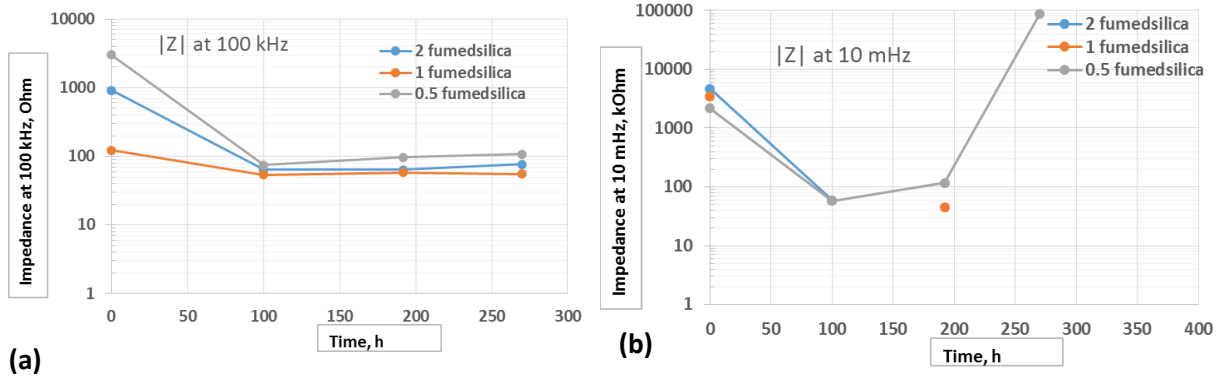 Impedance at 100 kHz, Ohm
10000
1000
100
10
1
|Z| at 100 kHz
2 fumedsilica
1 fumedsilica
0.5 fumedsilica
0 50 100 150 200 250 300
Time, h
(a)
Impedance at 10 mHz, kOhm
100000
10000
1000
100
10
1
|Z| at 10 mHz
2 fumedsilica
1 fumedsilica
0.5 fumedsilica
0 50 100 150 200 250 300 350 400
Time, h
(b)